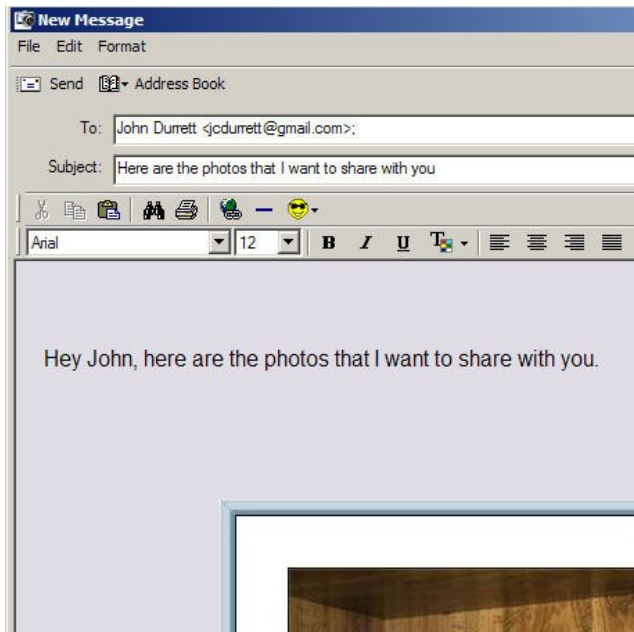 New Message
File Edit Format
Send Address Book
To: John Durrett <jcdurrett@gmail.com>;
Subject: Here are the photos that I want to share with you
Arial 12 B I U T
Hey John, here are the photos that I want to share with you.